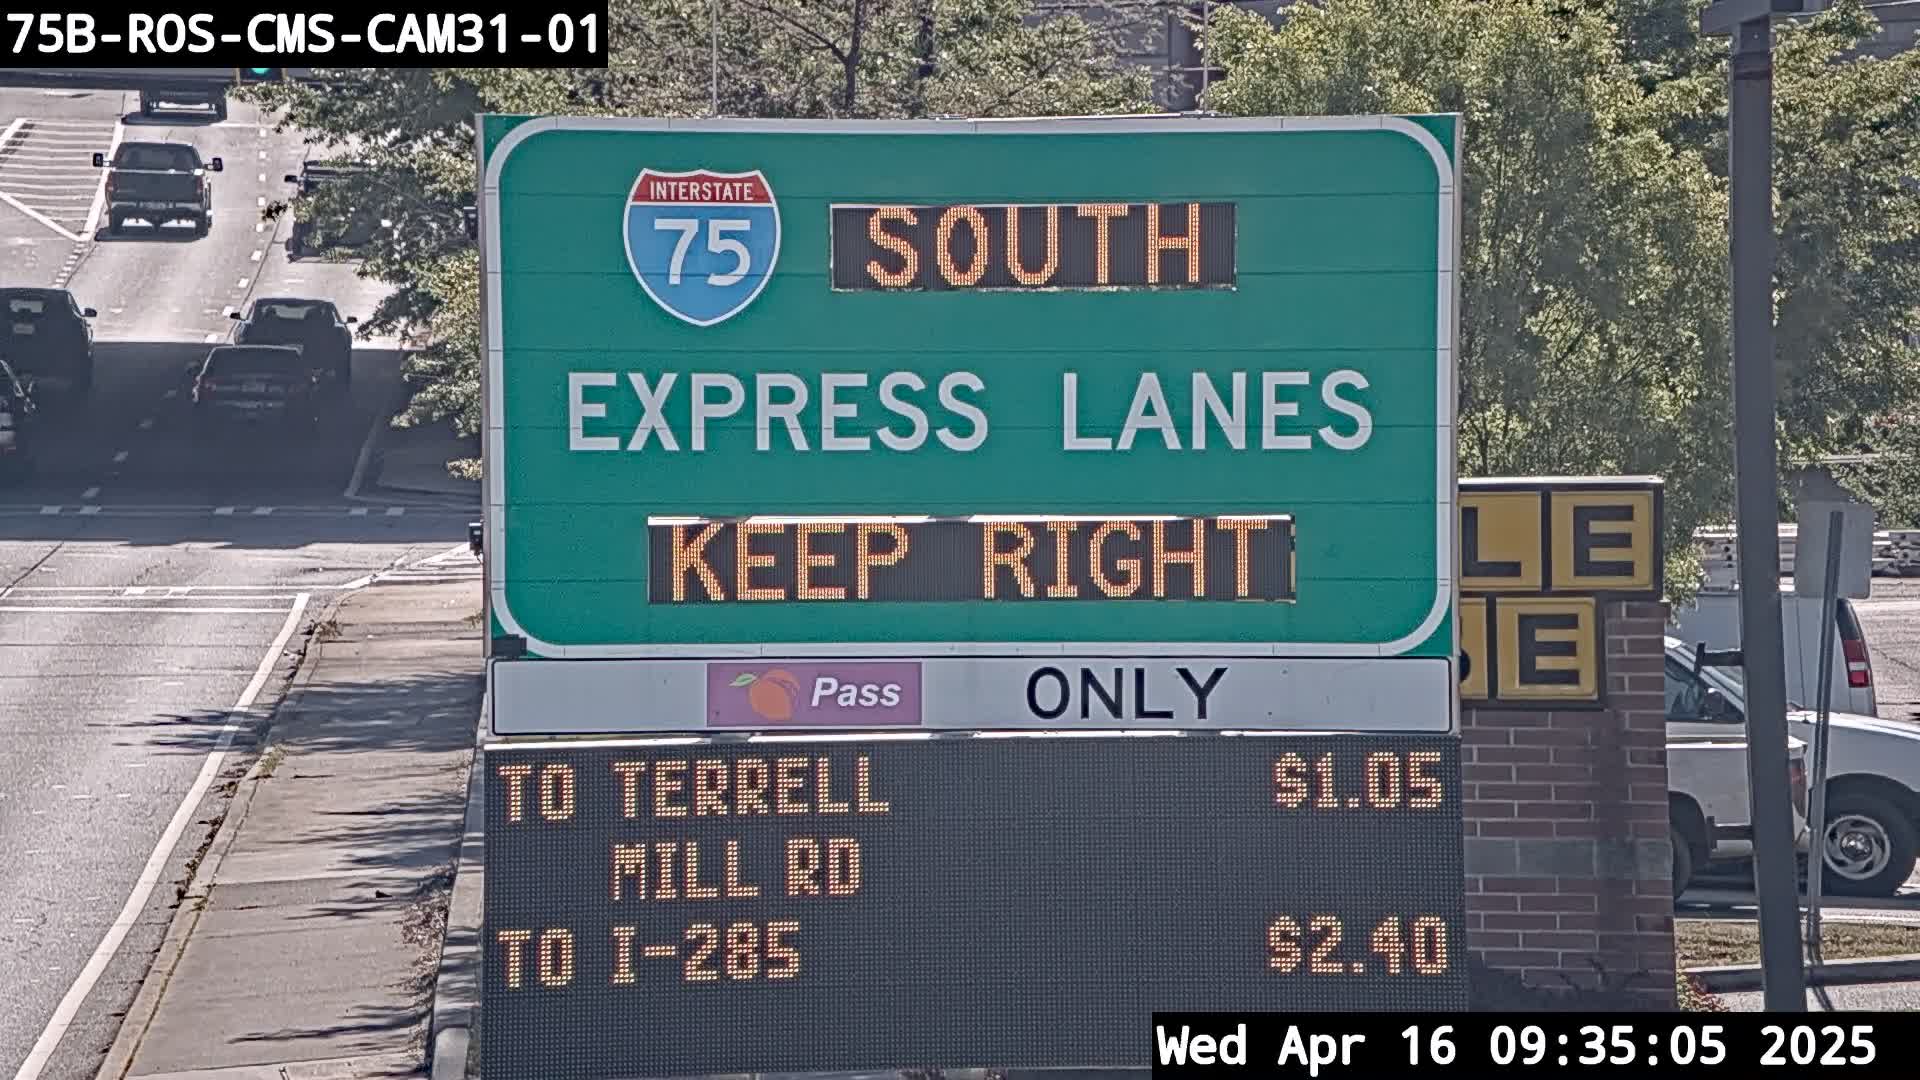 75B-ROS-CMS-CAM31-01
INTERSTATE
75
SOUTH
EXPRESS LANES
KEEP RIGHT
LE
E
Pass ONLY
TO TERRELL $1.05
MILL RD
TO I-285 $2.40
Wed Apr 16 09:35:05 2025